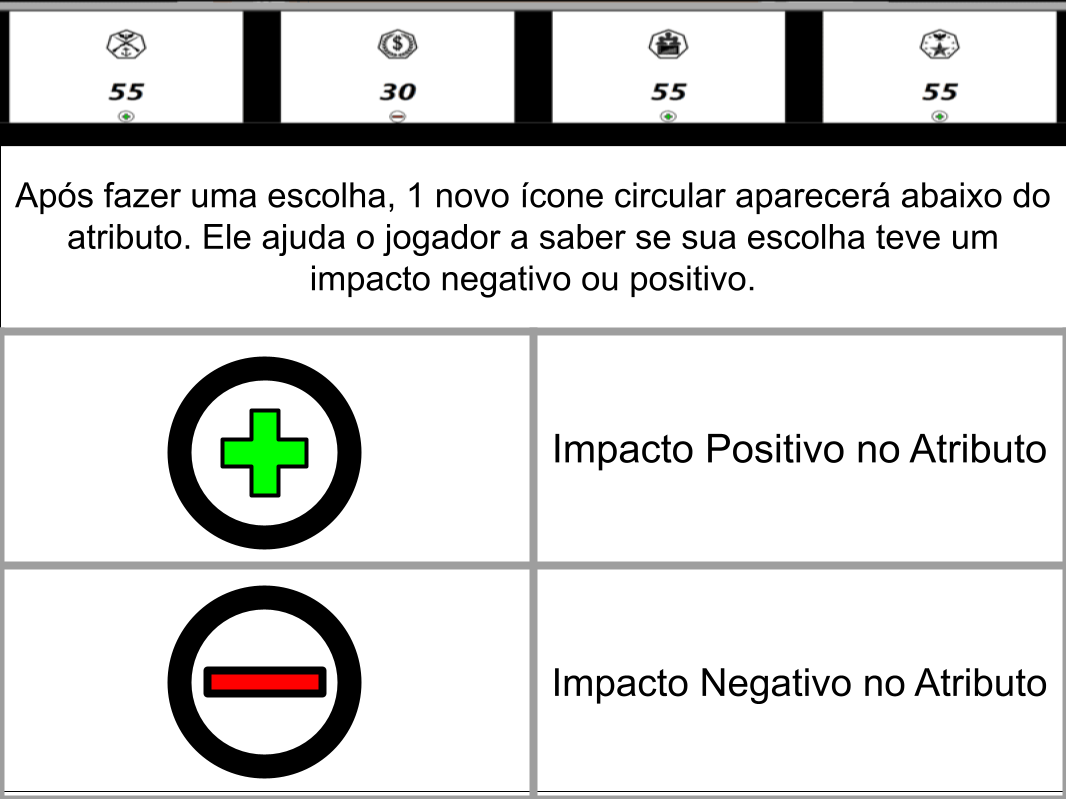 55 30 55 55
Após fazer uma escolha, 1 novo ícone circular aparecerá abaixo do
atributo. Ele ajuda o jogador a saber se sua escolha teve um
impacto negativo ou positivo.
Impacto Positivo no Atributo
Impacto Negativo no Atributo